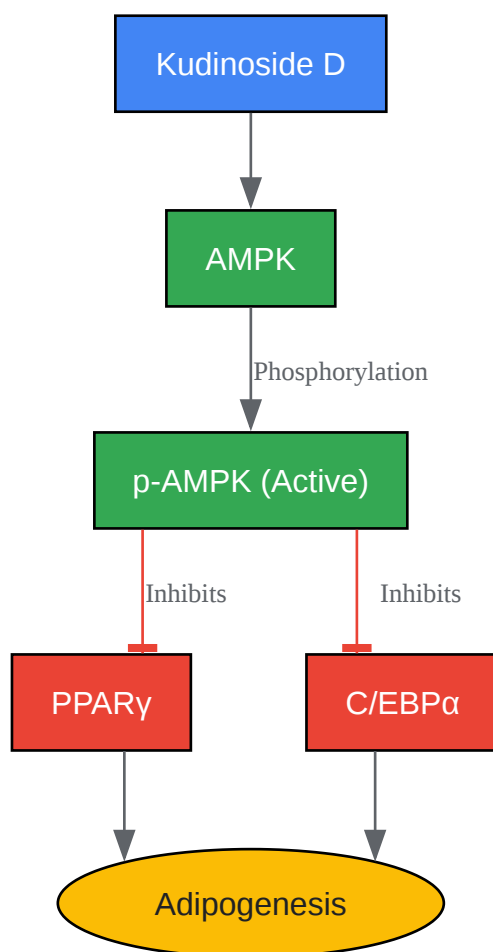 Kudinoside D
AMPK
Phosphorylation
p-AMPK (Active)
Inhibits
Inhibits
PPARγ
C/EBPα
Adipogenesis